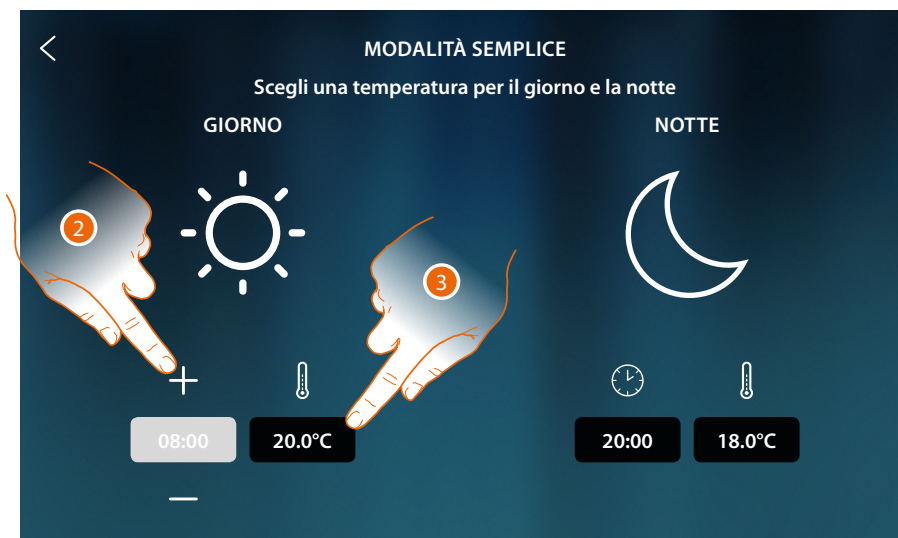 MODALITÀ SEMPLICE
Scegli una temperatura per il giorno e la notte
GIORNO
NOTTE
2
3
08:00
20.0°C
20:00
18.0°C